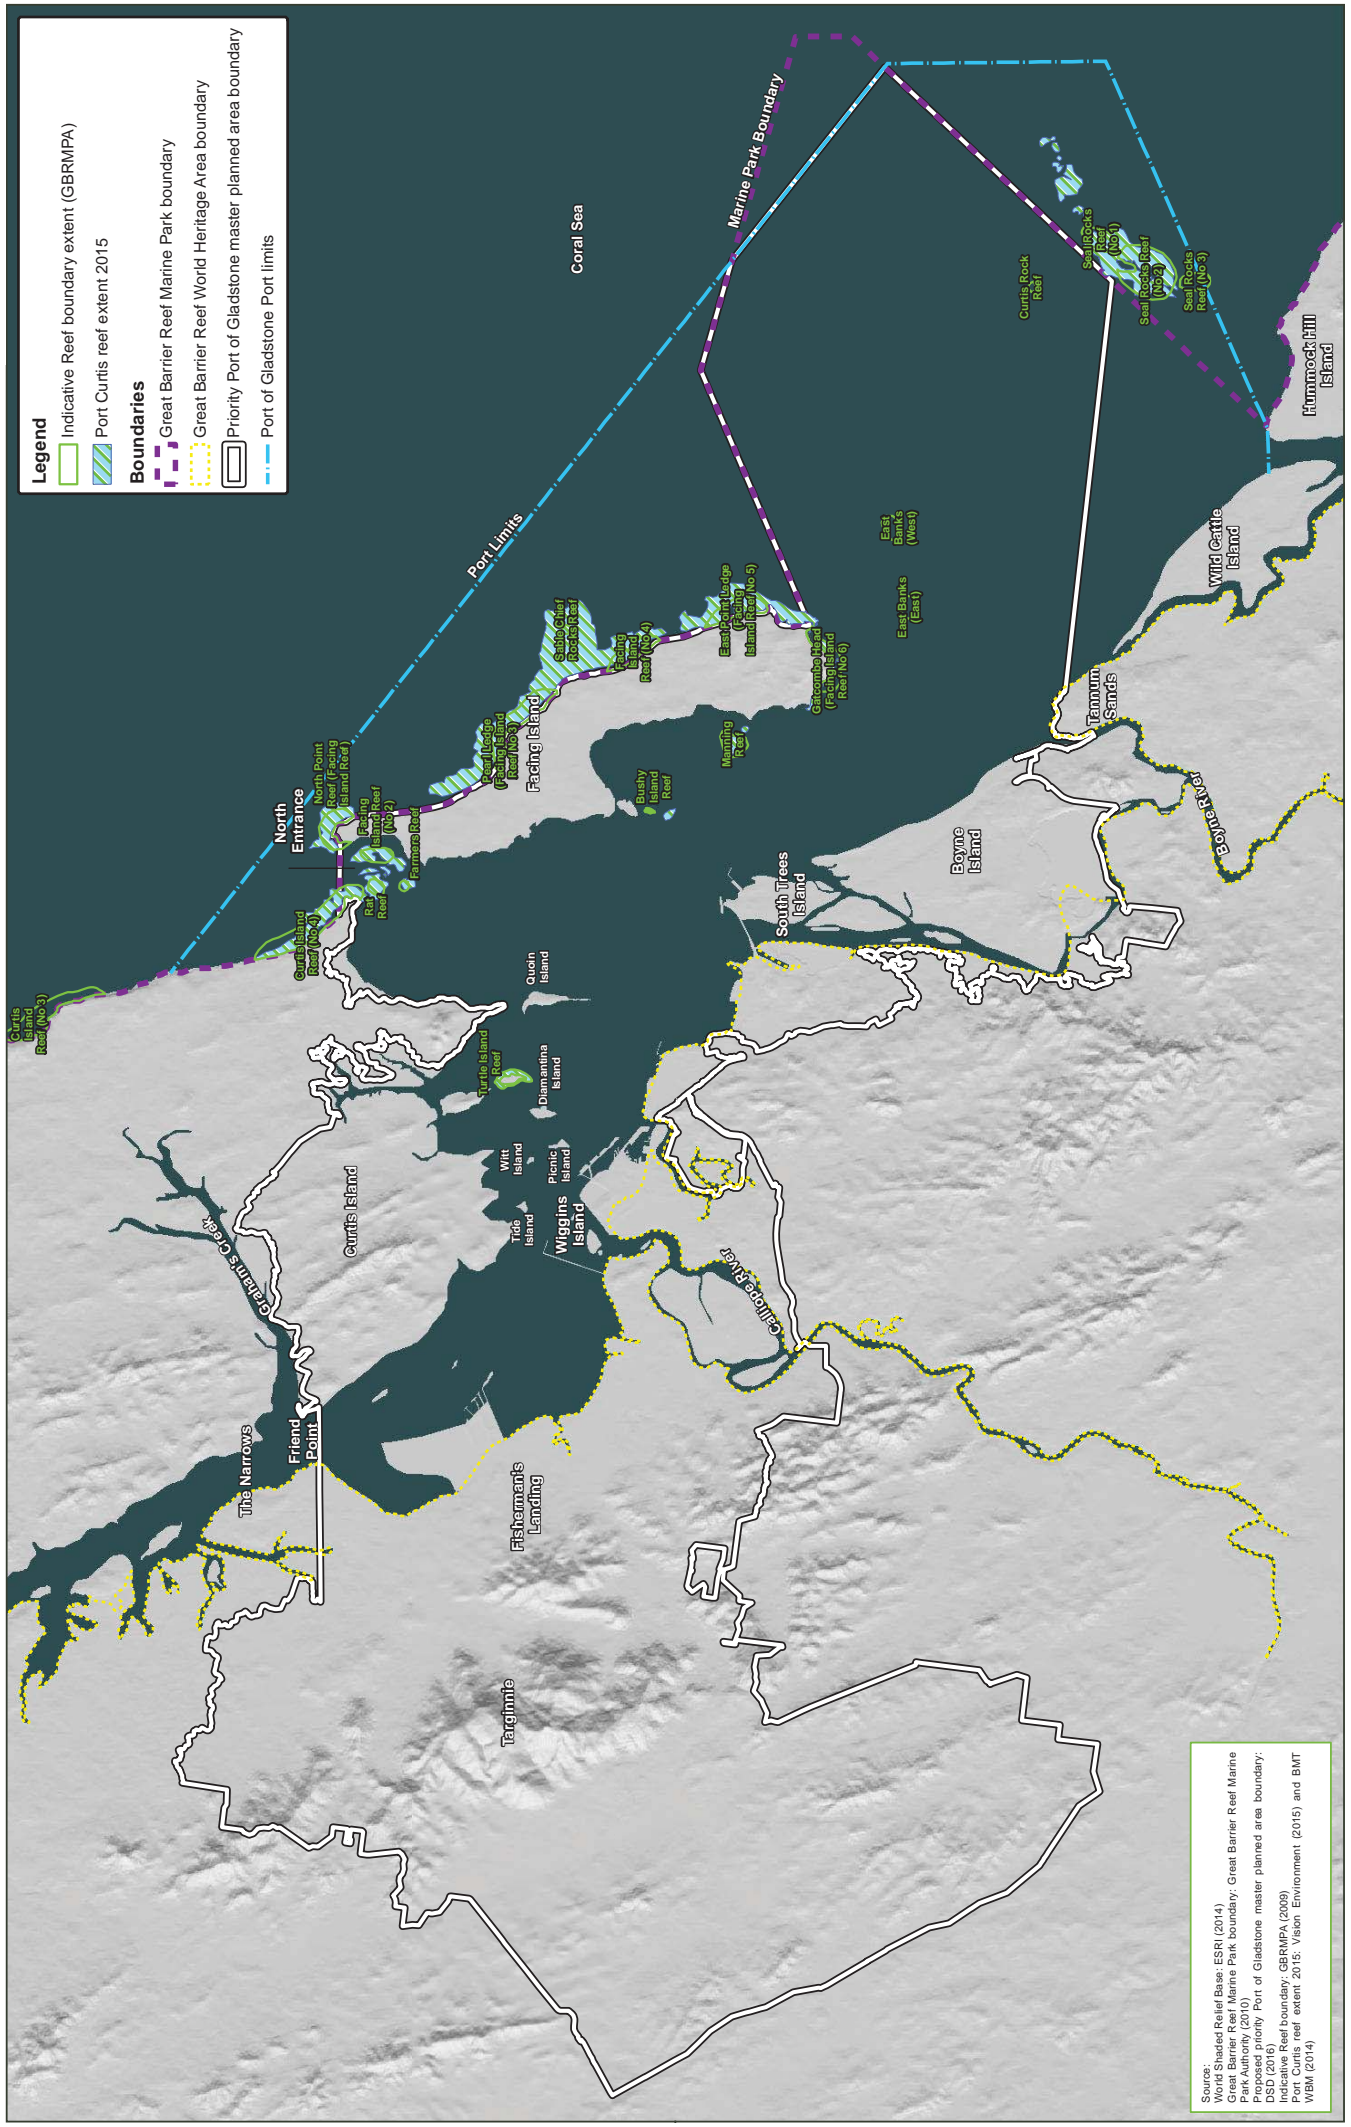 Legend
Indicative Reef boundary extent (GBRMPA)
Port Curtis reef extent 2015
Boundaries
Great Barrier Reef Marine Park boundary
Great Barrier Reef World Heritage Area boundary
Priority Port of Gladstone master planned area boundary
Port of Gladstone Port limits
Curtis
Island
Reef (No 3)
The Narrows
Graham's Creek
Friend
Point
Curtis Island
Curtis Island
Reef (No 4)
North
Entrance
North Point
Reef (Facing
Island Reef)
Facing
Island Reef
(No 2)
Rat
Reef
Farmers Reef
Port Limits
Pearl Ledge
(Facing Island
Reef No 3)
Facing Island
Sable Chief
Rocks Reef
Facing
Island
Reef (No 4)
East Point Ledge
(Facing
Island Reef No 5)
Gatcombe Head
(Facing Island
Reef No 6)
Coral Sea
Marine Park Boundary
Turtle Island
Reef
Quoin
Island
Diamantina
Island
Witt
Island
Picnic
Island
Tide
Island
Wiggins
Island
Fisherman's
Landing
Targinnie
Bushy
Island
Reef
Manning
Reef
South Trees
Island
East
Banks
(West)
East Banks
(East)
Calliope River
Boyne
Island
Curtis Rock
Reef
Seal Rocks
Reef
(No 1)
Seal Rocks Reef
(No 2)
Seal Rocks
Reef (No 3)
Tannum
Sands
Boyne River
Wild Cattle
Island
Hummock Hill
Island
Source:
World Shaded Relief Base: ESRI (2014)
Great Barrier Reef Marine Park boundary: Great Barrier Reef Marine
Park Authority (2010)
Proposed priority Port of Gladstone master planned area boundary:
DSD (2016)
Indicative Reef boundary: GBRMPA (2009)
Port Curtis reef extent 2015: Vision Environment (2015) and BMT
WBM (2014)